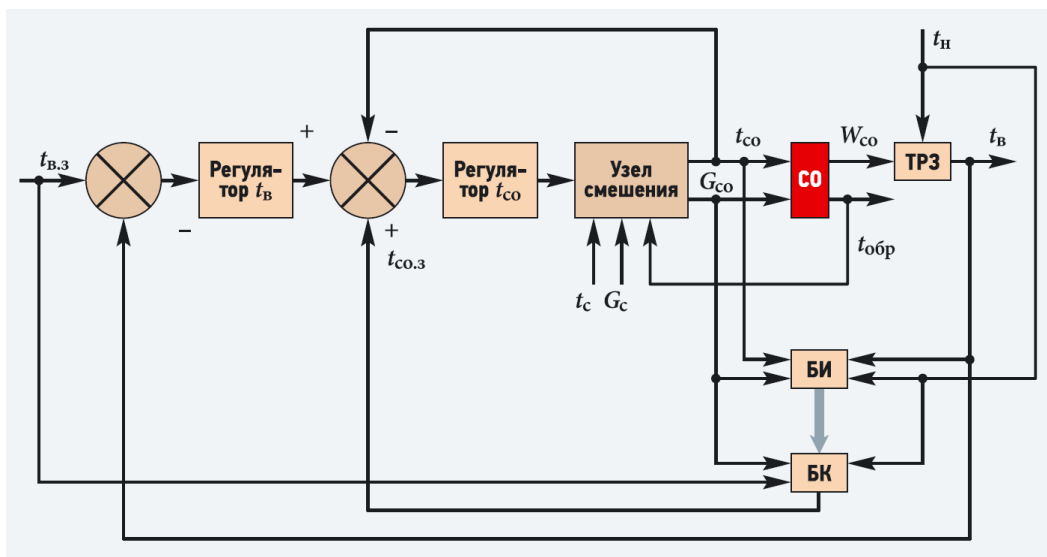 tн
+
−
tв.з
Регуля-
тор tв
Регуля-
тор tсо
Узел
смешения
tсо
Gсо
СО
Wсо
ТРЗ
tв
−
+
tсо.з
tобр
tс
Gс
БИ
БК